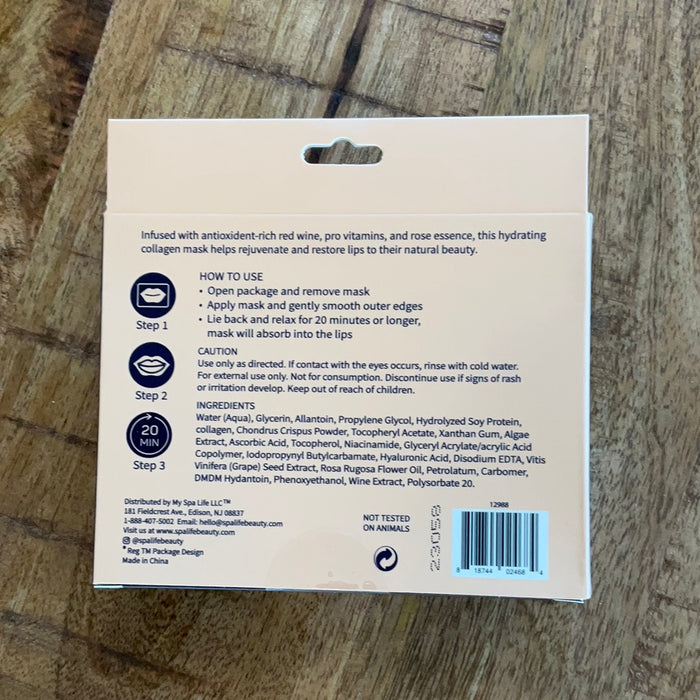 Infused with antioxident-rich red wine, pro vitamins, and rose essence, this hydrating
collagen mask helps rejuvenate and restore lips to their natural beauty.
HOW TO USE
• Open package and remove mask
• Apply mask and gently smooth outer edges
• Lie back and relax for 20 minutes or longer,
mask will absorb into the lips
Step 1
CAUTION
Use only as directed. If contact with the eyes occurs, rinse with cold water.
For external use only. Not for consumption. Discontinue use if signs of rash
or irritation develop. Keep out of reach of children.
Step 2
INGREDIENTS
Water (Aqua), Glycerin, Allantoin, Propylene Glycol, Hydrolyzed Soy Protein,
collagen, Chondrus Crispus Powder, Tocopheryl Acetate, Xanthan Gum, Algae
Extract, Ascorbic Acid, Tocopherol, Niacinamide, Glyceryl Acrylate/acrylic Acid
Copolymer, Iodopropynyl Butylcarbamate, Hyaluronic Acid, Disodium EDTA, Vitis
Vinifera (Grape) Seed Extract, Rosa Rugosa Flower Oil, Petrolatum, Carbomer,
DMDM Hydantoin, Phenoxyethanol, Wine Extract, Polysorbate 20.
20
MIN
Step 3
Distributed by My Spa Life LLC™
181 Fieldcrest Ave., Edison, NJ 08837
1-888-407-5002 Email: hello@spalifebeauty.com
Visit us at www.spalifebeauty.com
@spalifebeauty
* Reg TM Package Design
Made in China
NOT TESTED
ON ANIMALS
12988
8 18744 02468 4